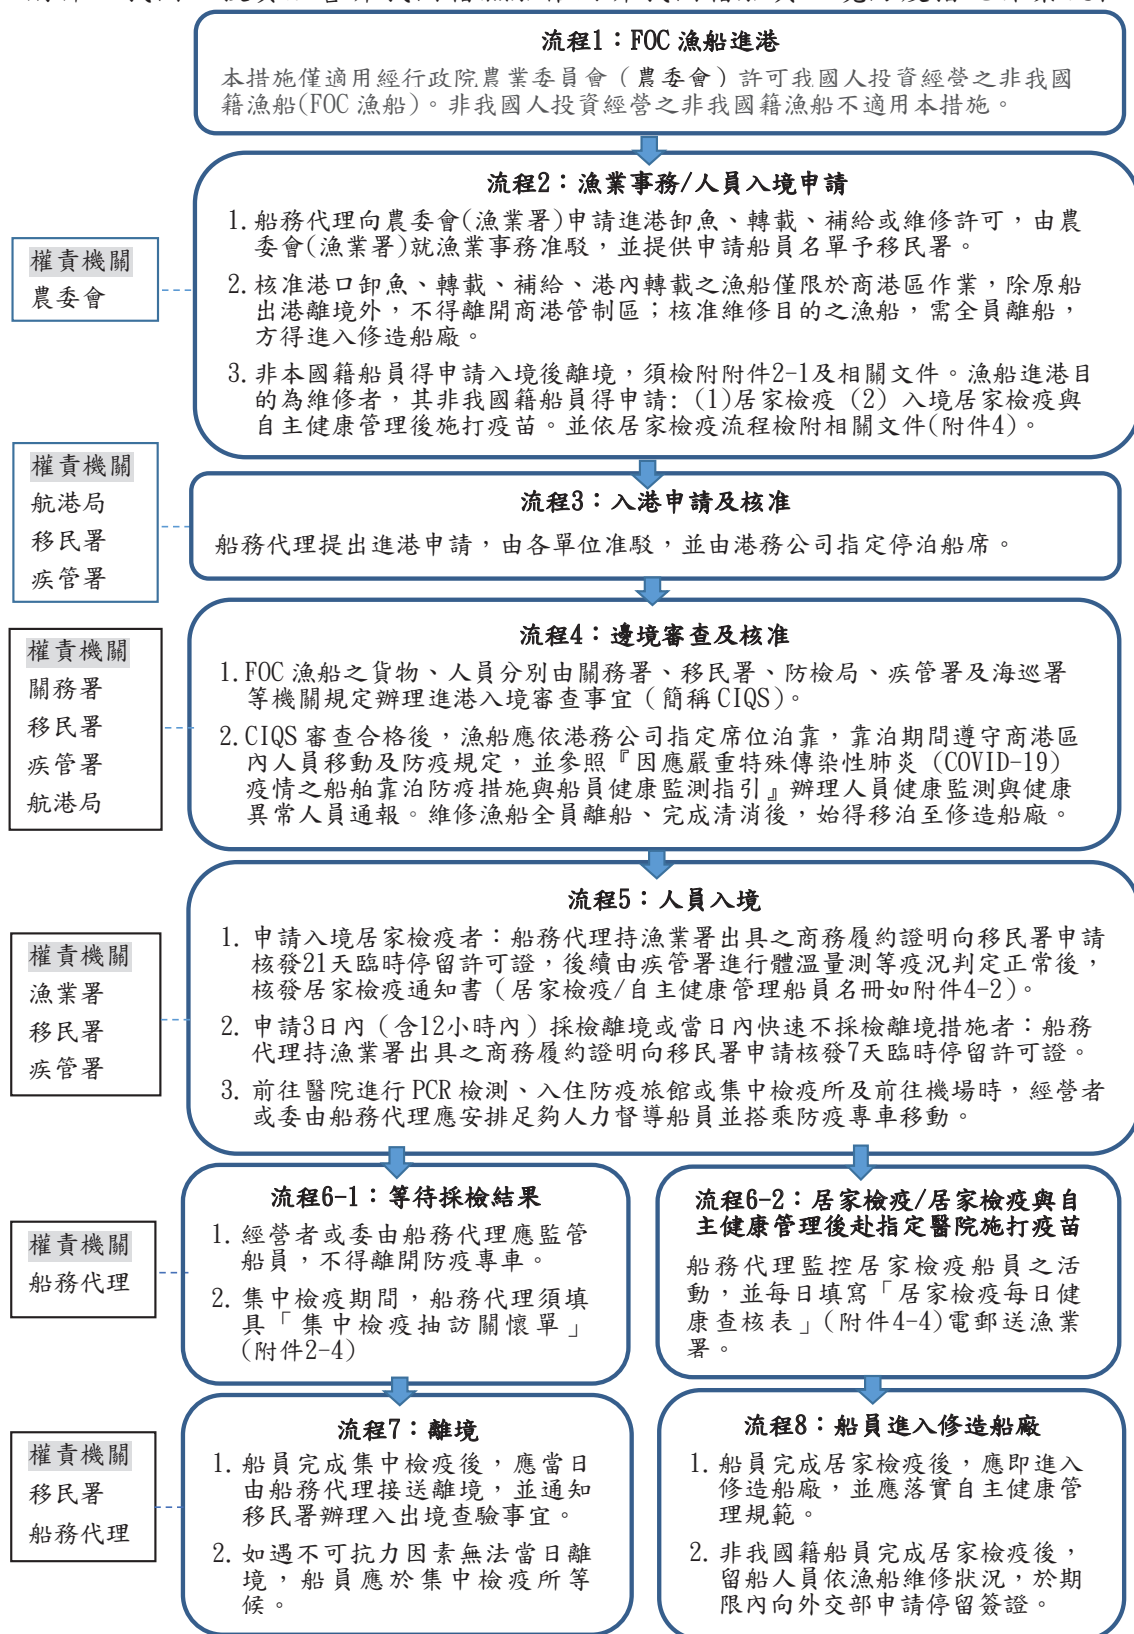 流程1：FOC 漁船進港
本措施僅適用經行政院農業委員會（農委會）許可我國人投資經營之非我國
籍漁船(FOC 漁船)。非我國人投資經營之非我國籍漁船不適用本措施。
流程2：漁業事務/人員入境申請
1.船務代理向農委會(漁業署)申請進港卸魚、轉載、補給或維修許可，由農
委會(漁業署)就漁業事務准駁，並提供申請船員名單予移民署。
2.核准港口卸魚、轉載、補給、港內轉載之漁船僅限於商港區作業，除原船
出港離境外，不得離開商港管制區；核准維修目的之漁船，需全員離船，
方得進入修造船廠。
3.非本國籍船員得申請入境後離境，須檢附附件2-1及相關文件。漁船進港目
的為維修者，其非我國籍船員得申請：(1)居家檢疫 (2) 入境居家檢疫與
自主健康管理後施打疫苗。並依居家檢疫流程檢附相關文件(附件4)。
權責機關
農委會
流程3：入港申請及核准
船務代理提出進港申請，由各單位准駁，並由港務公司指定停泊船席。
權責機關
航港局
移民署
疾管署
流程4：邊境審查及核准
1.FOC 漁船之貨物、人員分別由關務署、移民署、防檢局、疾管署及海巡署
等機關規定辦理進港入境審查事宜（簡稱 CIQS）。
2.CIQS 審查合格後，漁船應依港務公司指定席位泊靠，靠泊期間遵守商港區
內人員移動及防疫規定，並參照『因應嚴重特殊傳染性肺炎（COVID-19）
疫情之船舶靠泊防疫措施與船員健康監測指引』辦理人員健康監測與健康
異常人員通報。維修漁船全員離船、完成清消後，始得移泊至修造船廠。
權責機關
關務署
移民署
疾管署
航港局
流程5：人員入境
1. 申請入境居家檢疫者：船務代理持漁業署出具之商務履約證明向移民署申請
核發21天臨時停留許可證，後續由疾管署進行體溫量測等疫況判定正常後，
核發居家檢疫通知書（居家檢疫/自主健康管理船員名冊如附件4-2）。
2. 申請3日內（含12小時內）採檢離境或當日內快速不採檢離境措施者：船務
代理持漁業署出具之商務履約證明向移民署申請核發7天臨時停留許可證。
3. 前往醫院進行 PCR 檢測、入住防疫旅館或集中檢疫所及前往機場時，經營者
或委由船務代理應安排足夠人力督導船員並搭乘防疫專車移動。
權責機關
漁業署
移民署
疾管署
流程6-1：等待採檢結果
1. 經營者或委由船務代理應監管
船員，不得離開防疫專車。
2. 集中檢疫期間，船務代理須填
具「集中檢疫抽訪關懷單」
(附件2-4)
流程6-2：居家檢疫/居家檢疫與自
主健康管理後赴指定醫院施打疫苗
船務代理監控居家檢疫船員之活
動，並每日填寫「居家檢疫每日健
康查核表」(附件4-4)電郵送漁業
署。
權責機關
船務代理
流程7：離境
1. 船員完成集中檢疫後，應當日
由船務代理接送離境，並通知
移民署辦理入出境查驗事宜。
2. 如遇不可抗力因素無法當日離
境，船員應於集中檢疫所等
候。
流程8：船員進入修造船廠
1. 船員完成居家檢疫後，應即進入
修造船廠，並應落實自主健康管
理規範。
2. 非我國籍船員完成居家檢疫後，
留船人員依漁船維修狀況，於期
限內向外交部申請停留簽證。
權責機關
移民署
船務代理